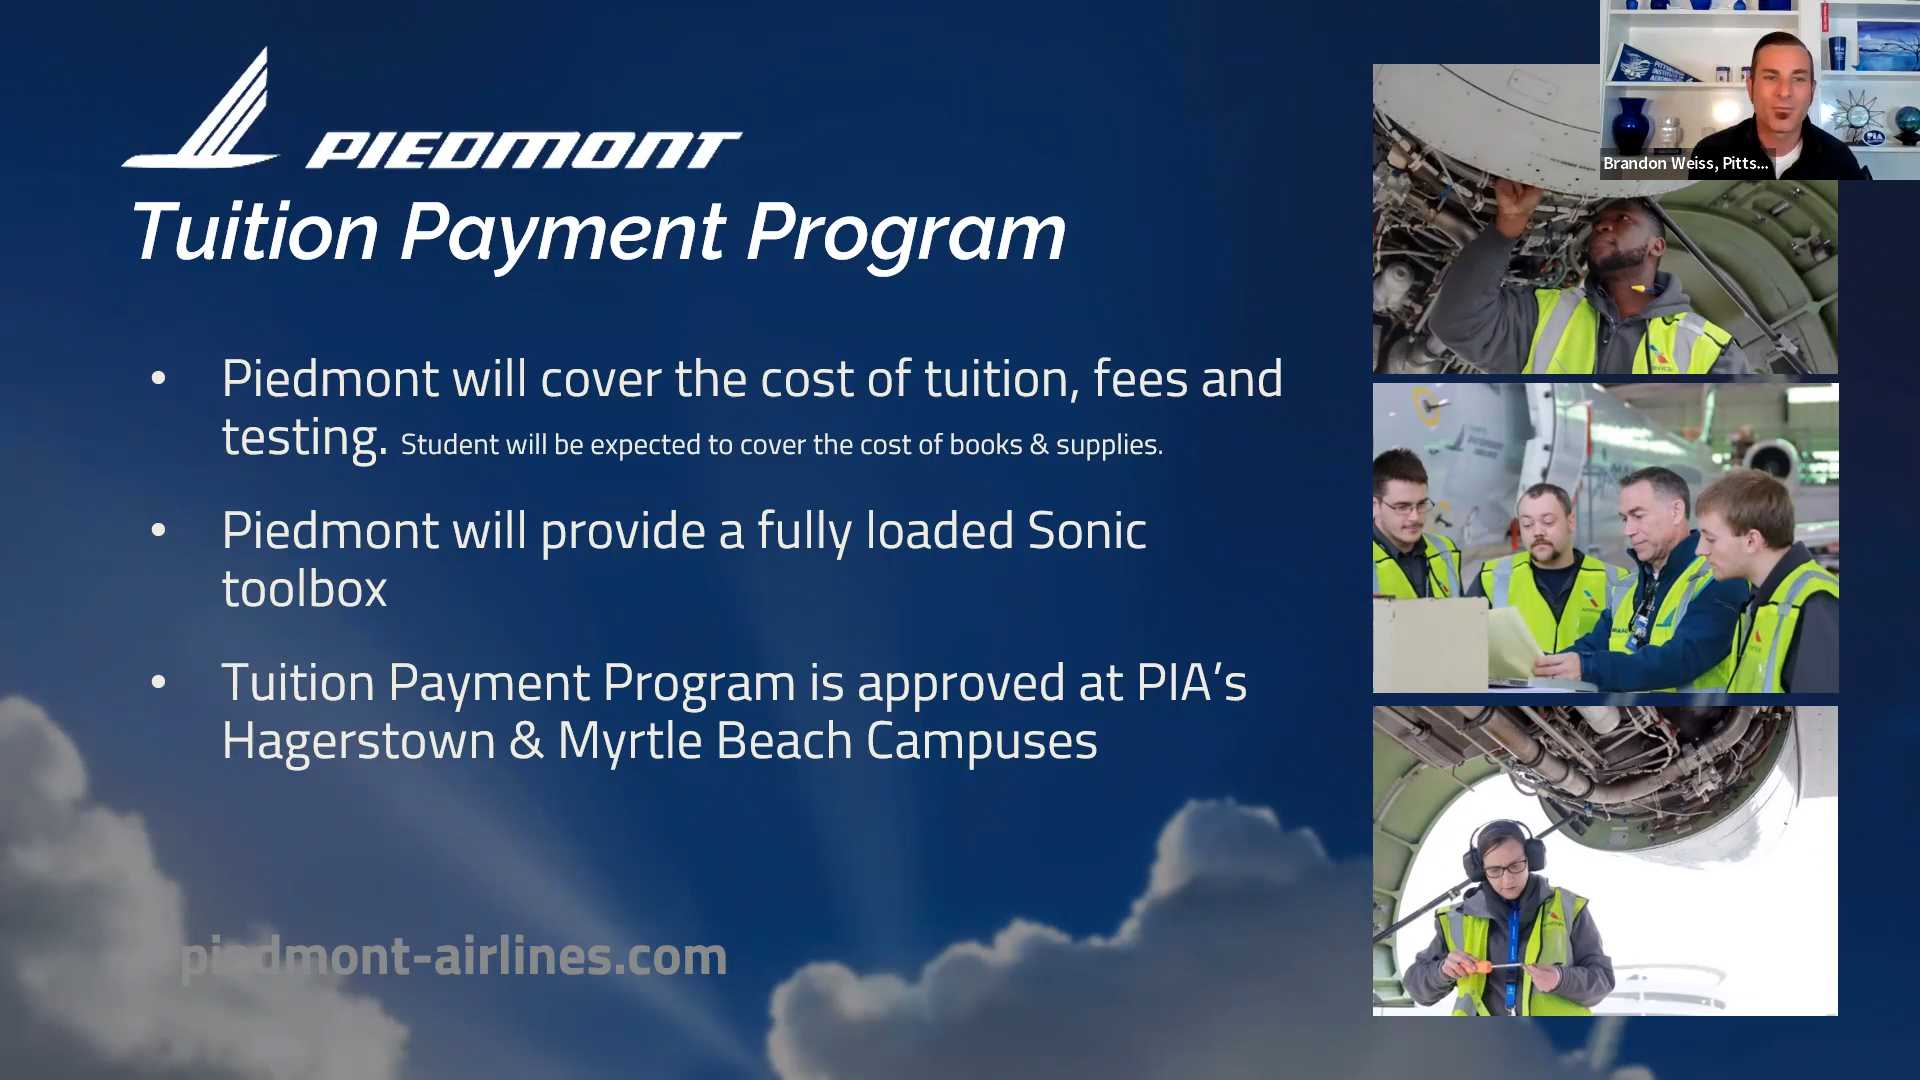 PIEDMONT
Tuition Payment Program
• Piedmont will cover the cost of tuition, fees and
testing. Student will be expected to cover the cost of books & supplies.
• Piedmont will provide a fully loaded Sonic
toolbox
• Tuition Payment Program is approved at PIA’s
Hagerstown & Myrtle Beach Campuses
piedmont-airlines.com
Brandon Weiss, Pitts...
PIA
PIEDMONT